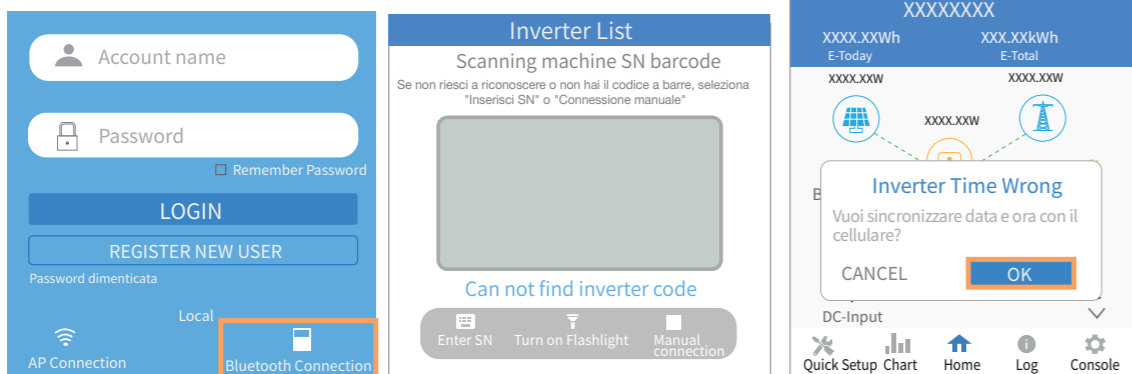 Account name
Password
Remember Password
LOGIN
REGISTER NEW USER
Password dimenticata
Local
AP Connection
Bluetooth Connection
Inverter List
Scanning machine SN barcode
Se non riesci a riconoscere o non hai il codice a barre, seleziona
"Inserisci SN" o "Connessione manuale"
Can not find inverter code
Enter SN
Turn on Flashlight
Manual
connection
XXXXXXXX
XXXX.XXWh
XXX.XXkWh
E-Today
E-Total
XXXX.XXW
XXXX.XXW
XXXX.XXW
B
Inverter Time Wrong
Vuoi sincronizzare data e ora con il
cellulare?
CANCEL
OK
DC-Input
Quick Setup
Chart
Home
Log
Console